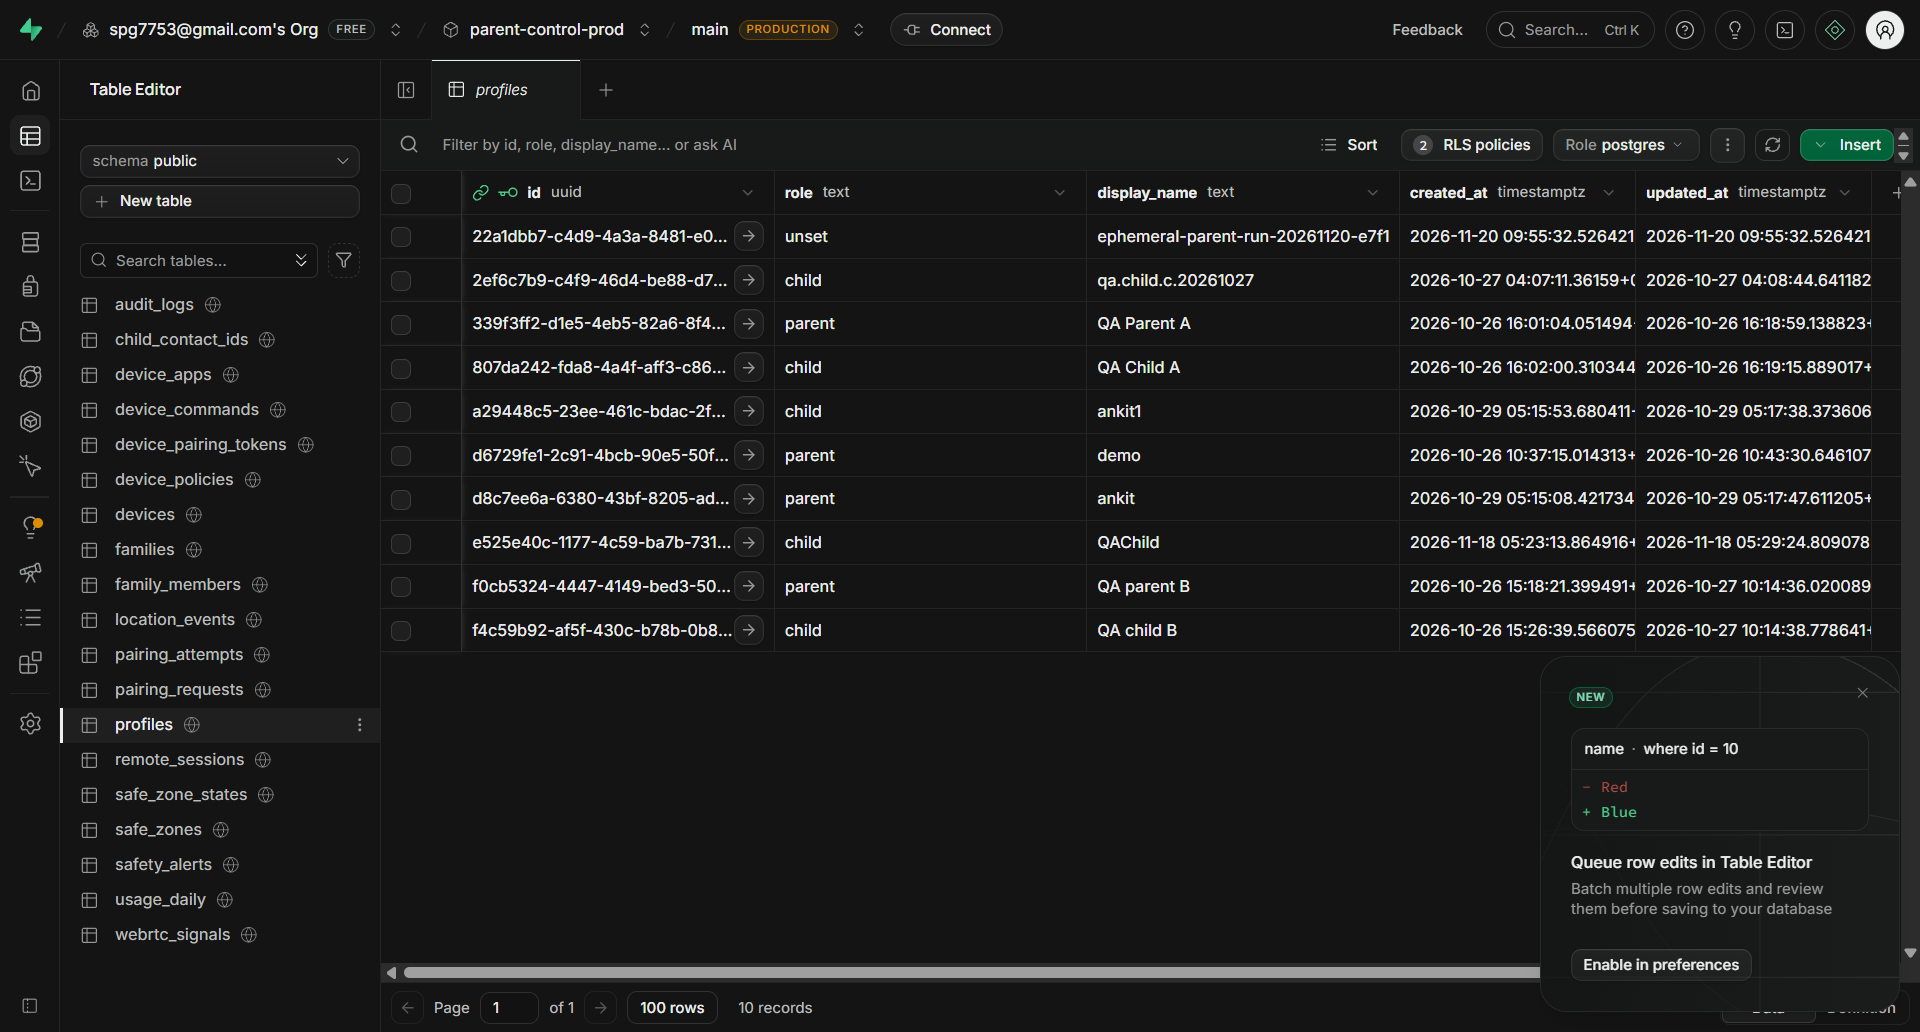 spg7753@gmail.com's Org FREE parent-control-prod main PRODUCTION Connect Feedback Search... Ctrl K
Table Editor
profiles
schema public
New table
Search tables...
audit_logs
child_contact_ids
device_apps
device_commands
device_pairing_tokens
device_policies
devices
families
family_members
location_events
pairing_attempts
pairing_requests
profiles
remote_sessions
safe_zone_states
safe_zones
safety_alerts
usage_daily
webrtc_signals
Filter by id, role, display_name... or ask AI Sort 2 RLS policies Role postgres Insert
id uuid role text display_name text created_at timestamptz updated_at timestamptz
22a1dbb7-c4d9-4a3a-8481-e0... unset ephemeral-parent-run-20261120-e7f1 2026-11-20 09:55:32.526421 2026-11-20 09:55:32.526421
2ef6c7b9-c4f9-46d4-be88-d7... child qa.child.c.20261027 2026-10-27 04:07:11.36159+0 2026-10-27 04:08:44.641182
339f3ff2-d1e5-4eb5-82a6-8f4... parent QA Parent A 2026-10-26 16:01:04.051494 2026-10-26 16:18:59.138823+
807da242-fda8-4a4f-aff3-c86... child QA Child A 2026-10-26 16:02:00.310344 2026-10-26 16:19:15.889017+
a29448c5-23ee-461c-bdac-2f... child ankit1 2026-10-29 05:15:53.680411 2026-10-29 05:17:38.373606
d6729fe1-2c91-4bcb-90e5-50f... parent demo 2026-10-26 10:37:15.014313+ 2026-10-26 10:43:30.646107
d8c7ee6a-6380-43bf-8205-ad... parent ankit 2026-10-29 05:15:08.421734 2026-10-29 05:17:47.611205+
e525e40c-1177-4c59-ba7b-731... child QAChild 2026-11-18 05:23:13.864916+ 2026-11-18 05:29:24.809078
f0cb5324-4447-4149-bed3-50... parent QA parent B 2026-10-26 15:18:21.399491+ 2026-10-27 10:14:36.020089
f4c59b92-af5f-430c-b78b-0b8... child QA child B 2026-10-26 15:26:39.566075 2026-10-27 10:14:38.778641+
NEW
name · where id = 10
- Red
+ Blue
Queue row edits in Table Editor
Batch multiple row edits and review
them before saving to your database
Enable in preferences
Page 1 of 1 100 rows 10 records